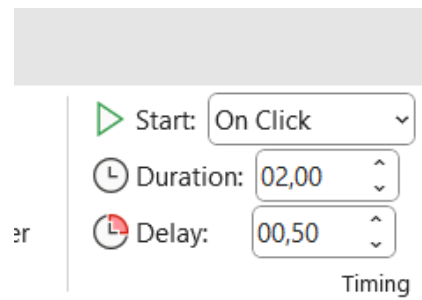 Start: On Click
Duration: 02,00
er Delay: 00,50
Timing